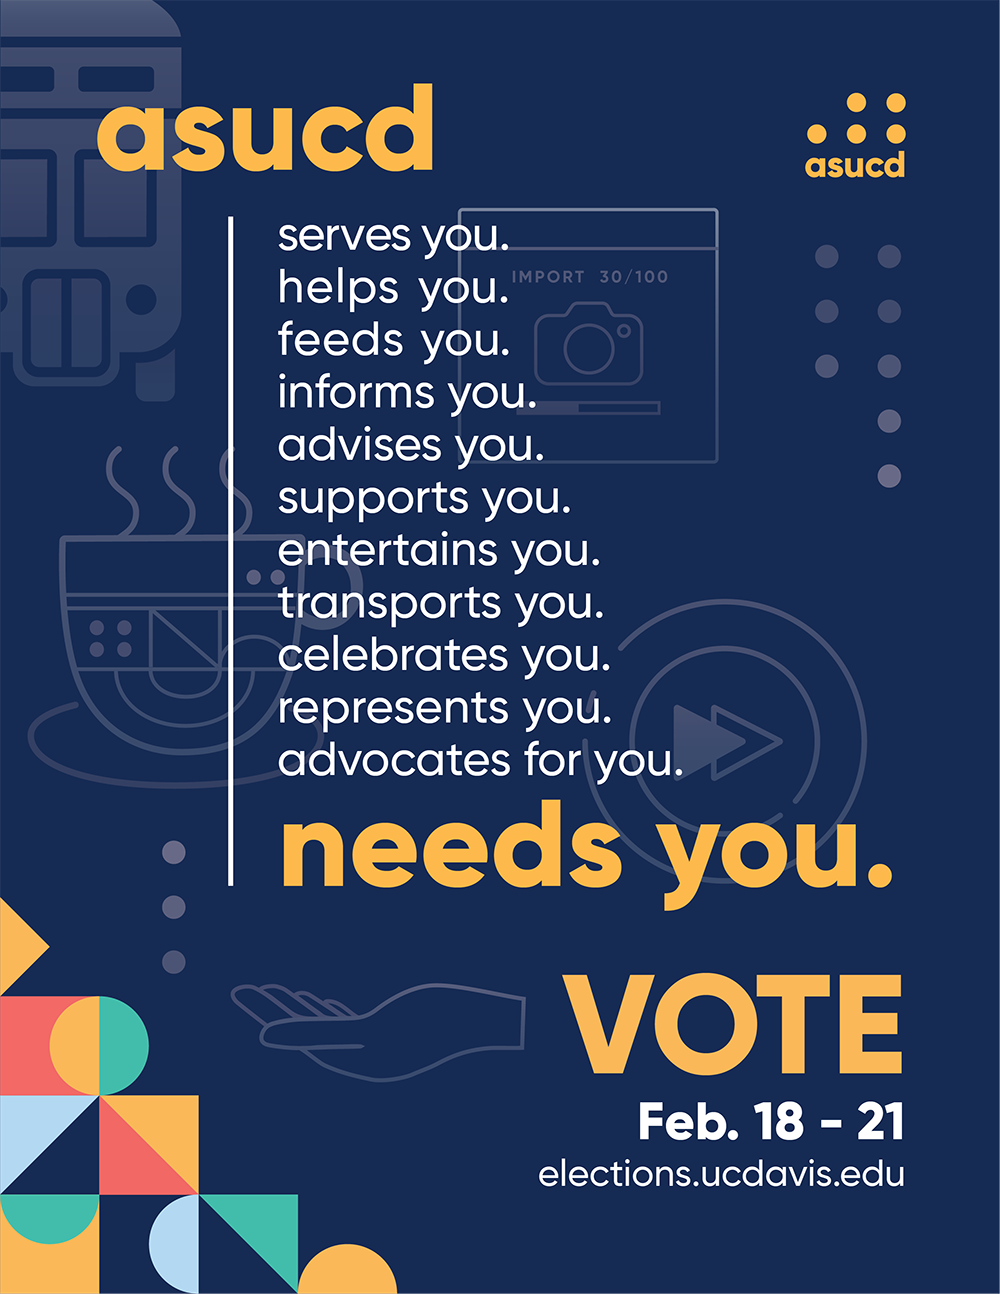 asucd
asucd
serves you.
IMPORT 30/100
helps you.
feeds you.
informs you.
advises you.
supports you.
entertains you.
transports you.
celebrates you.
represents you.
advocates for you.
needs you.
VOTE
Feb. 18 - 21
elections.ucdavis.edu